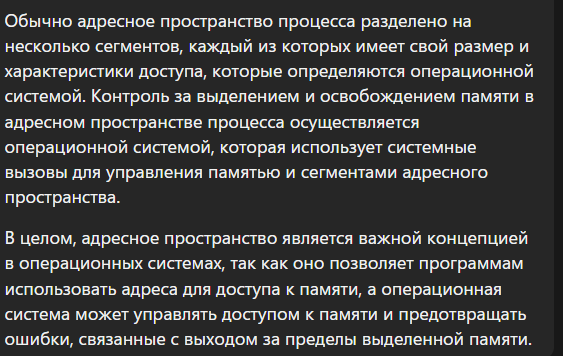 Обычно адресное пространство процесса разделено на
несколько сегментов, каждый из которых имеет свой размер и
характеристики доступа, которые определяются операционной
системой. Контроль за выделением и освобождением памяти в
адресном пространстве процесса осуществляется
операционной системой, которая использует системные
вызовы для управления памятью и сегментами адресного
пространства.
В целом, адресное пространство является важной концепцией
в операционных системах, так как оно позволяет программам
использовать адреса для доступа к памяти, а операционная
система может управлять доступом к памяти и предотвращать
ошибки, связанные с выходом за пределы выделенной памяти.